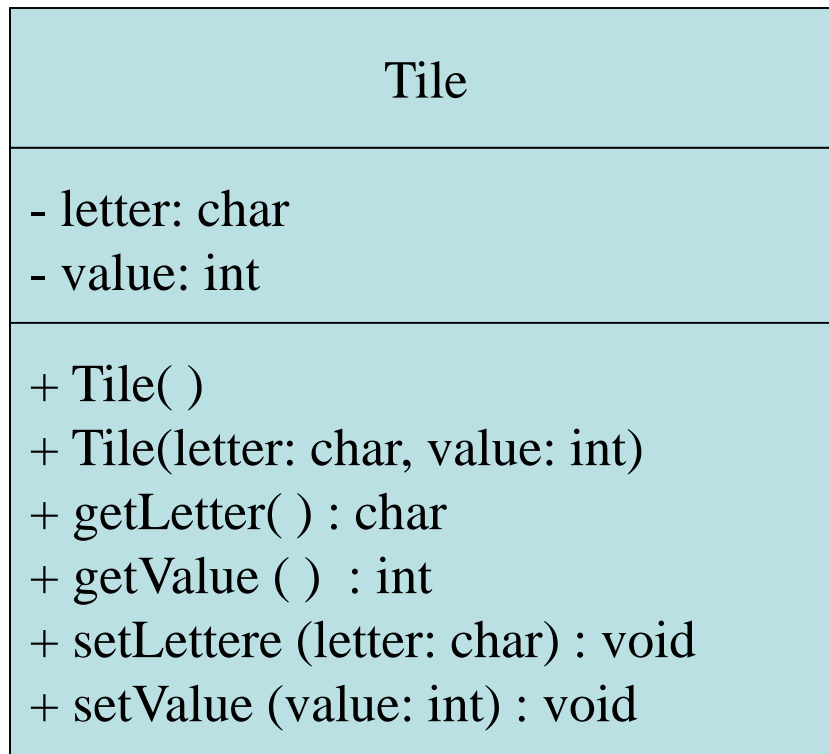 Tile
- letter: char
- value: int
+ Tile( )
+ Tile(letter: char, value: int)
+ getLetter( ) : char
+ getValue ( )  : int
+ setLettere (letter: char) : void
+ setValue (value: int) : void